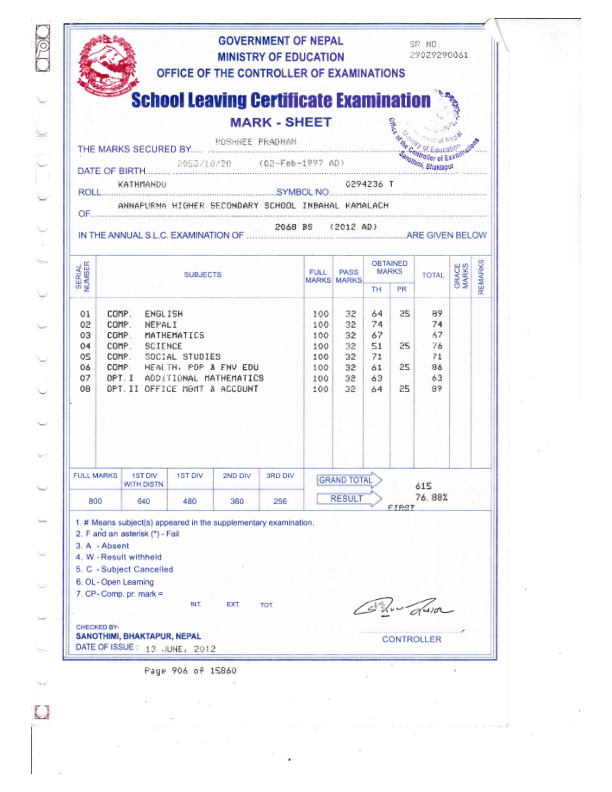 GOVERNMENT OF NEPAL
SR NO:
MINISTRY OF EDUCATION
29029290061
OFFICE OF THE CONTROLLER OF EXAMINATIONS
School Leaving Certificate Examination
MARK - SHEET
Office of the Controller of Examinations
Ministry of Education
Sanothimi, Bhaktapur
THE MARKS SECURED BY..... ROSHNEE PRADHAN
DATE OF BIRTH......... 2053/10/20 (02-Feb-1997 AD)
ROLL KATHMANDU SYMBOL NO. 0294236 T
OF ANNAPURNA HIGHER SECONDARY SCHOOL INBAHAL KAMALACH
IN THE ANNUAL S.L.C. EXAMINATION OF 2068 BS (2012 AD) ARE GIVEN BELOW
SERIAL NUMBER SUBJECTS FULL MARKS PASS MARKS OBTAINED MARKS TH PR TOTAL GRACE MARKS REMARKS
01 COMP. ENGLISH 100 32 64 25 89
02 COMP. NEPALI 100 32 74 74
03 COMP. MATHEMATICS 100 32 67 67
04 COMP. SCIENCE 100 32 51 25 76
05 COMP. SOCIAL STUDIES 100 32 71 71
06 COMP. HEALTH, POP & ENV EDU 100 32 61 25 86
07 OPT. I ADDITIONAL MATHEMATICS 100 32 63 63
08 OPT. II OFFICE MGMT & ACCOUNT 100 32 64 25 89
FULL MARKS 1ST DIV WITH DISTN. 1ST DIV 2ND DIV 3RD DIV
800 640 480 360 256
GRAND TOTAL 615
RESULT 76.88%
FIRST
1. # Means subject(s) appeared in the supplementary examination.
2. F and an asterisk (*) - Fail
3. A - Absent
4. W - Result withheld
5. C - Subject Cancelled
6. OL- Open Learning
7. CP- Comp. pr. mark =
INT. EXT. TOT.
CHECKED BY-
SANOTHIMI, BHAKTAPUR, NEPAL
CONTROLLER
DATE OF ISSUE : 13 JUNE, 2012
Page 906 of 15860